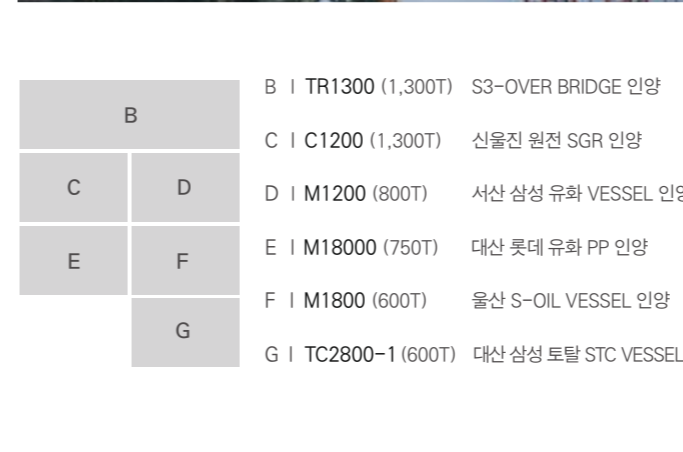 B
C D
E F
G
B | TR1300 (1,300T) S3-OVER BRIDGE 인양
C | C1200 (1,300T) 신울진 원전 SGR 인양
D | M1200 (800T) 서산 삼성 유화 VESSEL 인양
E | M18000 (750T) 대산 롯데 유화 PP 인양
F | M1800 (600T) 울산 S-OIL VESSEL 인양
G | TC2800-1 (600T) 대산 삼성 토탈 STC VESSEL